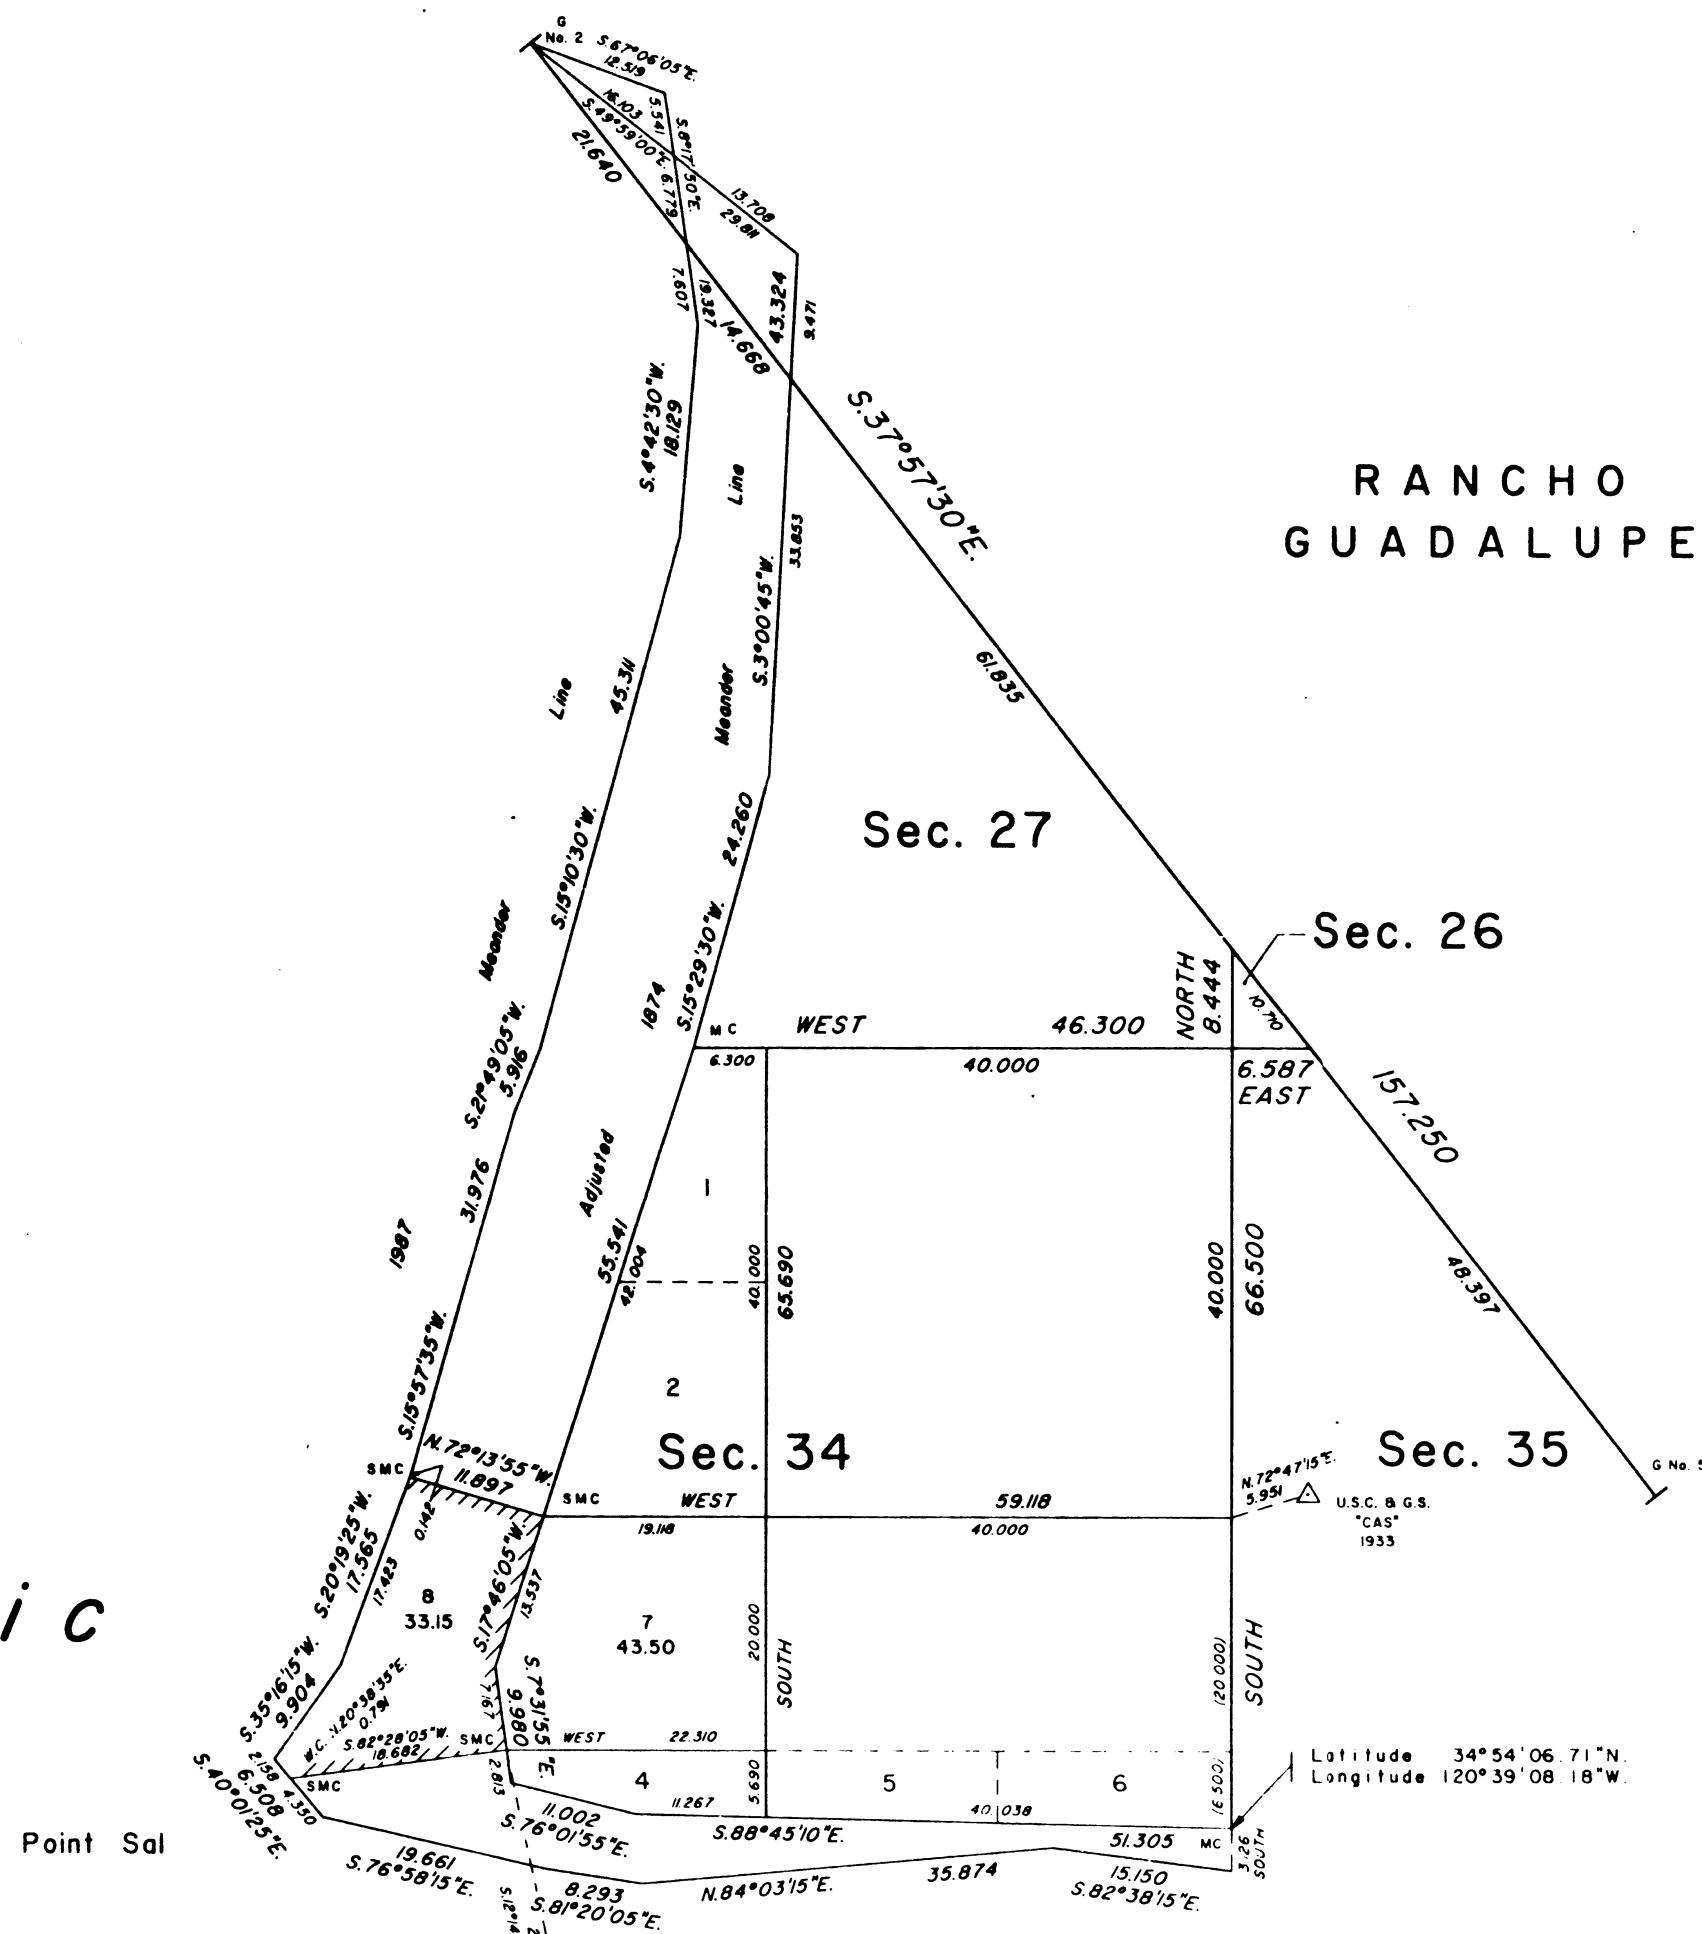 G
No. 2
S.67°06'05"E.
12.519
16.103
S.49°59'00"E.
5.541
S.8°17'50"E.
6.779
21.640
13.708
29.811
7.607
19.327
14.668
43.324
9.471
S.4°42'30"W.
18.129
S.37°57'30"E.
RANCHO
GUADALUPE
Line
33.853
S.3°00'45"W.
Meander
61.835
Line
45.311
Sec. 27
24.260
S.15°10'30"W.
Meander
S.15°29'30"W.
1874
Sec. 26
NORTH
8.444
10.710
MC
WEST
46.300
6.300
40.000
6.587
EAST
157.250
S.21°49'05"W.
5.916
Adjusted
1
31.976
1987
55.541
42.004
40.000
65.690
40.000
66.500
48.397
S.15°57'35"W.
2
Sec. 34
Sec. 35
G No. 5
N.72°13'55"W.
11.897
SMC
SMC
WEST
59.118
19.118
40.000
N.72°47'15"E.
5.951
U.S.C. & G.S.
"CAS"
1933
0.142
S.20°19'25"W.
17.565
17.423
S.17°46'05"W.
13.537
8
33.15
7
43.50
20.000
SOUTH
(20.000)
SOUTH
ic
S.35°16'15"W.
9.904
0.791
S.82°28'05"W.
18.682
SMC
7.167
S.7°31'55"E.
9.980
WEST
22.310
2.158
SMC
6.508
4.350
S.40°01'25"E.
2.813
4
5.690
5
6
(6.500)
Latitude 34°54'06.71"N.
Longitude 120°39'08.18"W.
11.002
S.76°01'55"E.
11.267
S.88°45'10"E.
40.038
51.305
MC
3.126
SOUTH
Point Sal
19.661
S.76°58'15"E.
8.293
S.81°20'05"E.
N.84°03'15"E.
35.874
15.150
S.82°38'15"E.